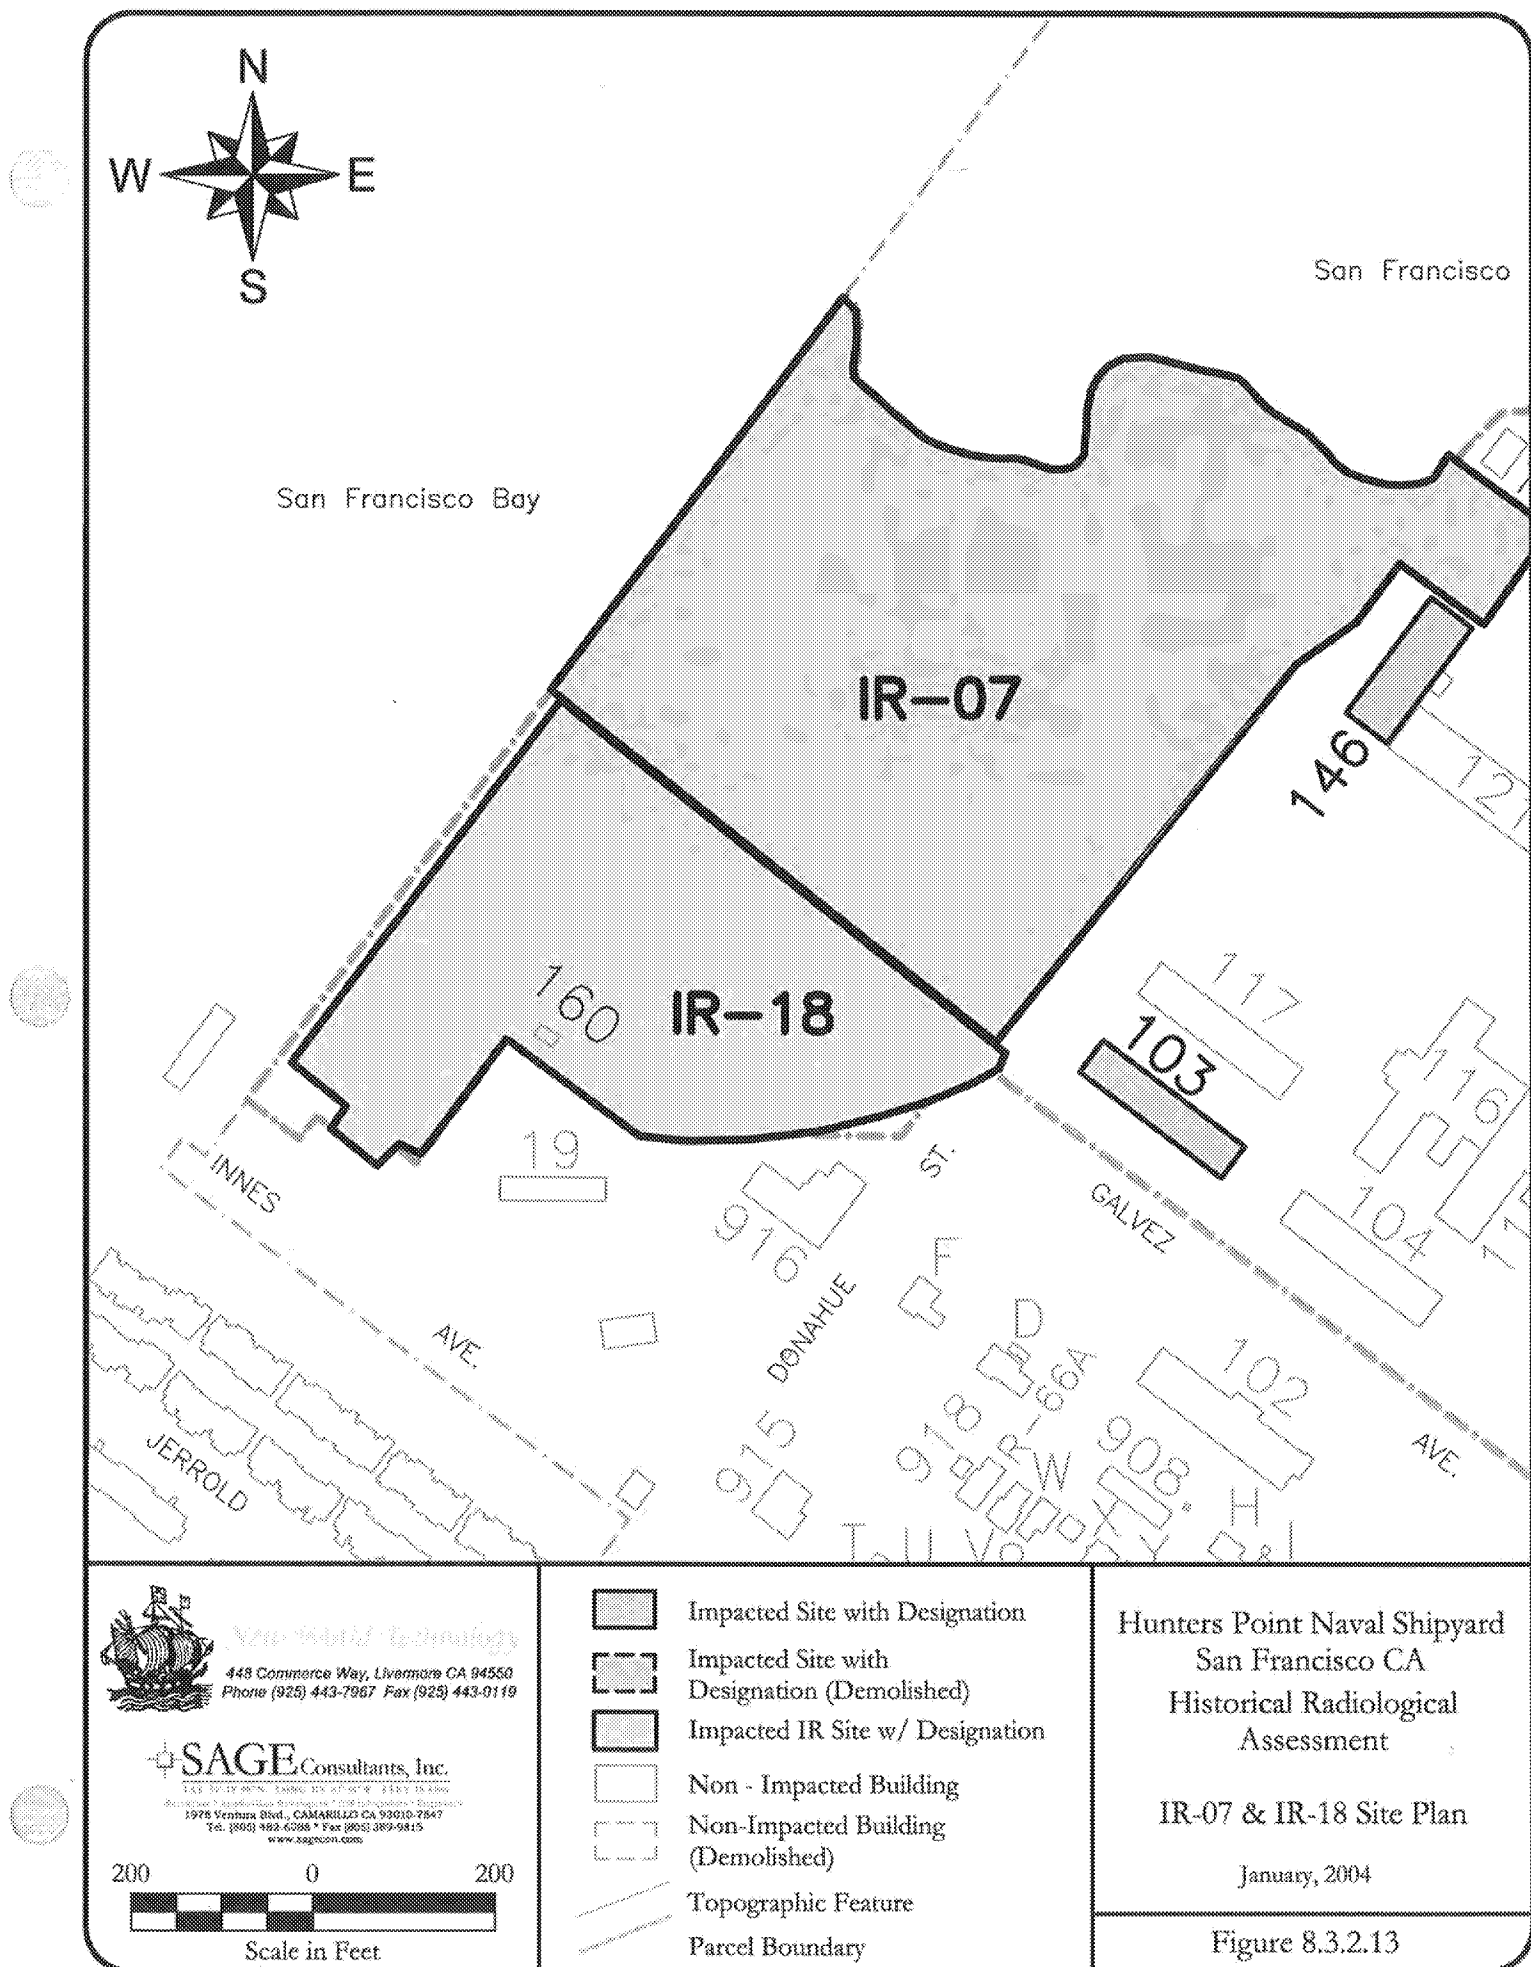 N
W E
S
San Francisco
San Francisco Bay
IR-07
146
121
160
IR-18
117
103
116
19
INNES
ST.
GALVEZ
104
916
F
DONAHUE
D
AVE.
R-66A
102
915
918
W
908
AVE.
JERROLD
H
T U V
X Y
& I
448 Commerce Way, Livermore CA 94550
Phone (925) 443-7967 Fax (925) 443-0119
SAGE Consultants, Inc.
1978 Ventura Blvd., CAMARILLO CA 93010-7847
www.sagecon.com
200 0 200
Scale in Feet
Impacted Site with Designation
Impacted Site with
Designation (Demolished)
Impacted IR Site w/ Designation
Non - Impacted Building
Non-Impacted Building
(Demolished)
Topographic Feature
Parcel Boundary
Hunters Point Naval Shipyard
San Francisco CA
Historical Radiological
Assessment
IR-07 & IR-18 Site Plan
January, 2004
Figure 8.3.2.13